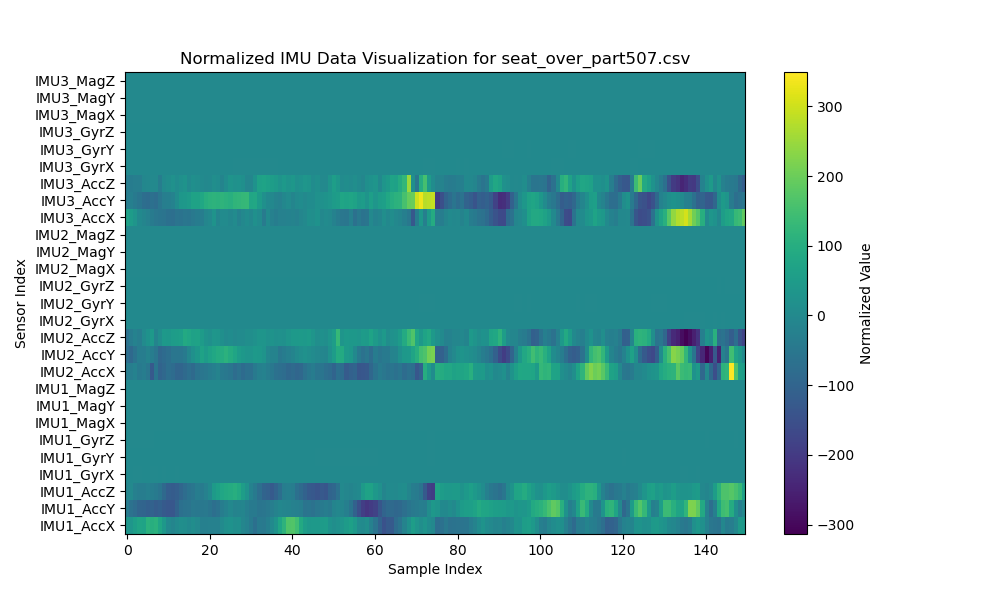 Normalized IMU Data Visualization for seat_over_part507.csv
IMU3_MagZ
IMU3_MagY
IMU3_MagX
IMU3_GyrZ
IMU3_GyrY
IMU3_GyrX
IMU3_AccZ
IMU3_AccY
IMU3_AccX
IMU2_MagZ
IMU2_MagY
IMU2_MagX
IMU2_GyrZ
IMU2_GyrY
IMU2_GyrX
IMU2_AccZ
IMU2_AccY
IMU2_AccX
IMU1_MagZ
IMU1_MagY
IMU1_MagX
IMU1_GyrZ
IMU1_GyrY
IMU1_GyrX
IMU1_AccZ
IMU1_AccY
IMU1_AccX
Sensor Index
0 20 40 60 80 100 120 140
Sample Index
300
200
100
0
−100
−200
−300
Normalized Value